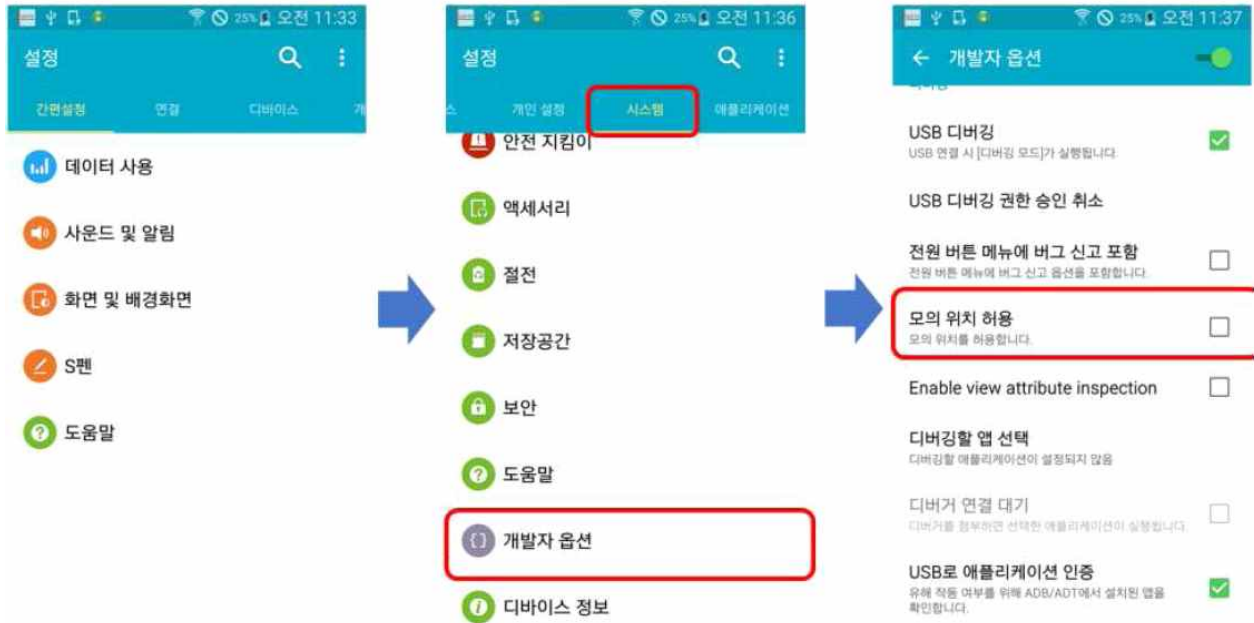 25% 오전 11:33
설정
간편설정 연결 디바이스 개
데이터 사용
사운드 및 알림
화면 및 배경화면
S펜
도움말
25% 오전 11:36
설정
스 개인 설정 시스템 애플리케이션
안전 지킴이
액세서리
절전
저장공간
보안
도움말
개발자 옵션
디바이스 정보
25% 오전 11:37
개발자 옵션
USB 디버깅
USB 연결 시 [디버깅 모드]가 실행됩니다.
USB 디버깅 권한 승인 취소
전원 버튼 메뉴에 버그 신고 포함
전원 버튼 메뉴에 버그 신고 옵션을 포함합니다.
모의 위치 허용
모의 위치를 허용합니다.
Enable view attribute inspection
디버깅할 앱 선택
디버깅할 애플리케이션이 설정되지 않음
디버거 연결 대기
디버거를 첨부하면 선택한 애플리케이션이 실행됩니다.
USB로 애플리케이션 인증
유해 작동 여부를 위해 ADB/ADT에서 설치된 앱을
확인합니다.